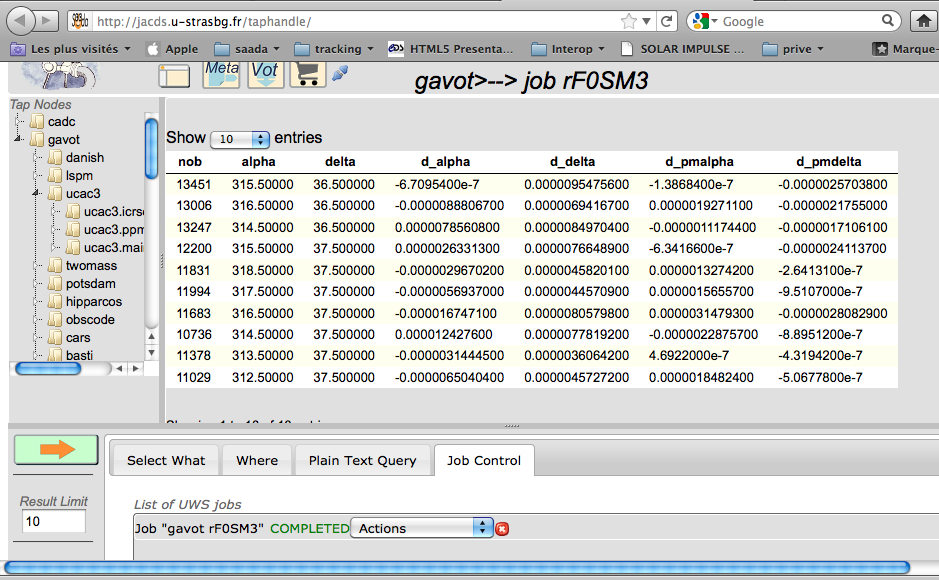 http://jacds.u-strasbg.fr/taphandle/
Google
Les plus visités
Apple
saada
tracking
HTML5 Presenta...
Interop
SOLAR IMPULSE ...
prive
Marque-
Meta
Vot
gavot>--> job rF0SM3
Tap Nodes
cadc
gavot
danish
lspm
ucac3
ucac3.icrs
ucac3.ppm
ucac3.mai
twomass
potsdam
hipparcos
obscode
cars
basti
Show 10 entries
nob alpha delta d_alpha d_delta d_pmalpha d_pmdelta
13451 315.50000 36.500000 -6.7095400e-7 0.0000095475600 -1.3868400e-7 -0.0000025703800
13006 316.50000 36.500000 -0.0000088806700 0.0000069416700 0.0000019271100 -0.0000021755000
13247 314.50000 36.500000 0.0000078560800 0.0000084970400 -0.0000011174400 -0.0000017106100
12200 315.50000 37.500000 0.0000026331300 0.0000076648900 -6.3416600e-7 -0.0000024113700
11831 318.50000 37.500000 -0.0000029670200 0.0000045820100 0.0000013274200 -2.6413100e-7
11994 317.50000 37.500000 -0.0000056937000 0.0000044570900 0.0000015655700 -9.5107000e-7
11683 316.50000 37.500000 -0.000016747100 0.0000080579800 0.0000031479300 -0.0000028082900
10736 314.50000 37.500000 0.000012427600 0.0000077819200 -0.0000022875700 -8.8951200e-7
11378 313.50000 37.500000 -0.0000031444500 0.0000036064200 4.6922000e-7 -4.3194200e-7
11029 312.50000 37.500000 -0.0000065040400 0.0000045727200 0.0000018482400 -5.0677800e-7
Select What
Where
Plain Text Query
Job Control
Result Limit
10
List of UWS jobs
Job "gavot rF0SM3" COMPLETED Actions